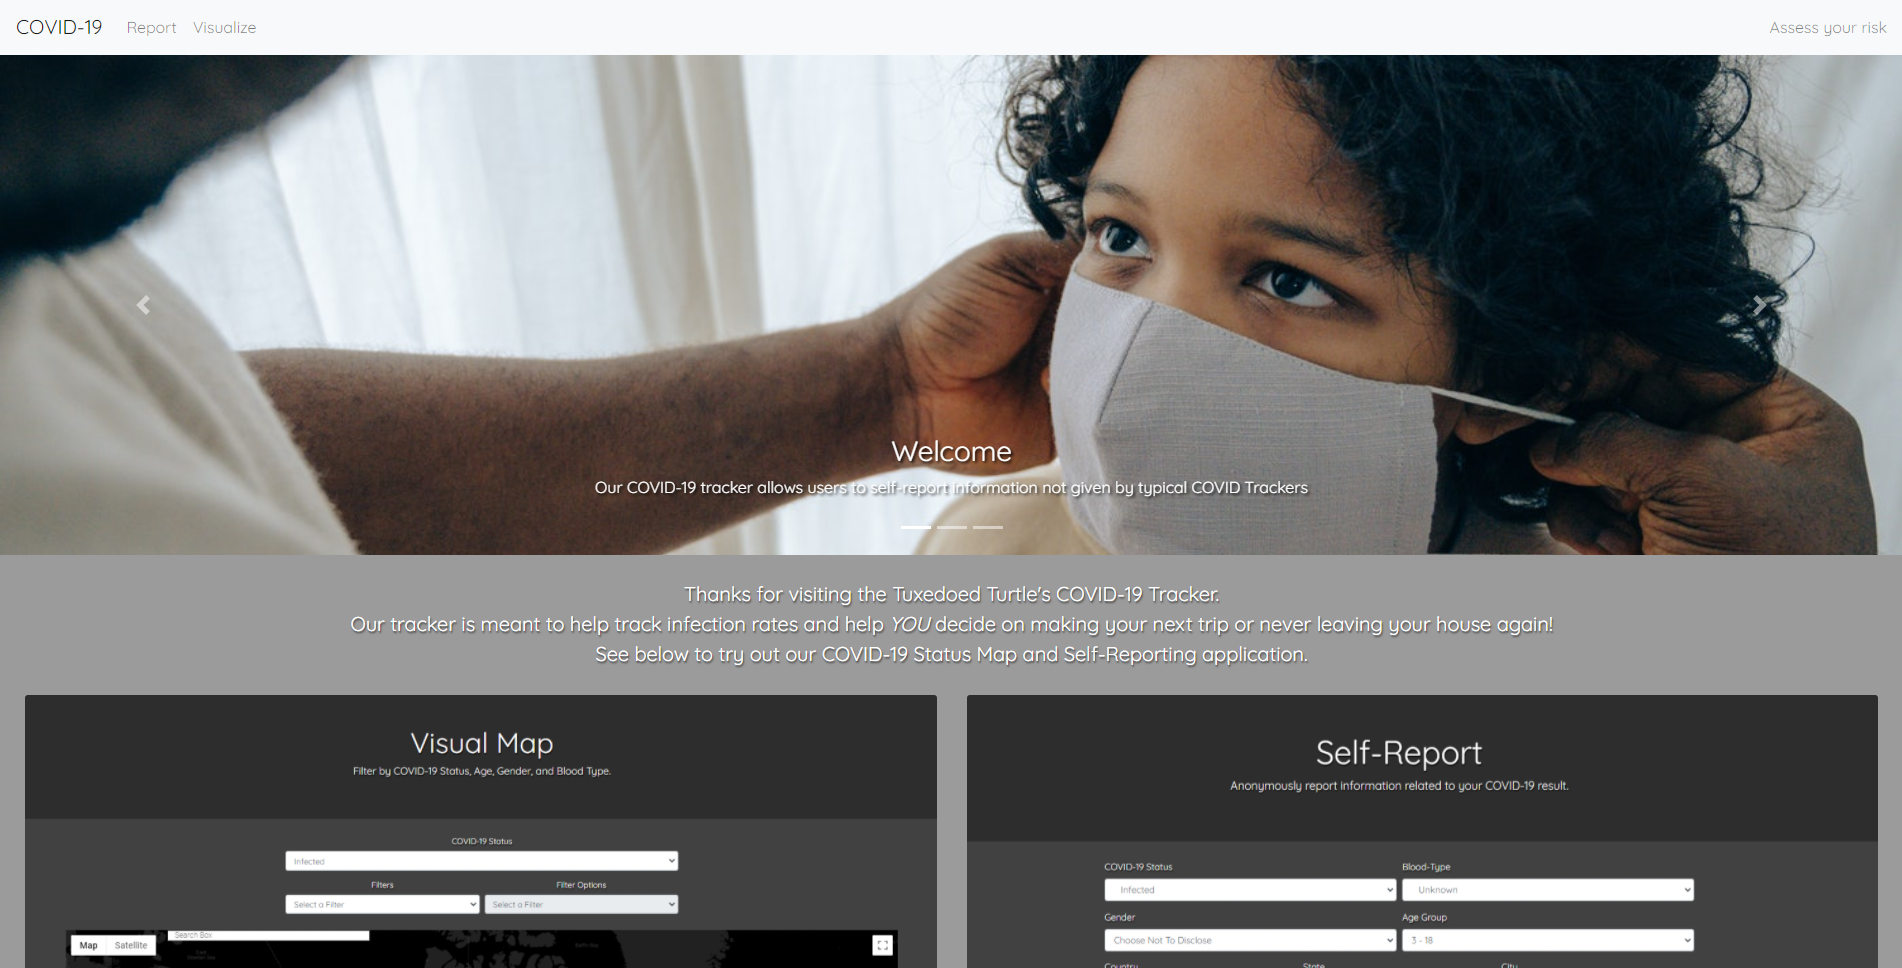 COVID-19 Report Visualize Assess your risk
Welcome
Our COVID-19 tracker allows users to self-report information not given by typical COVID Trackers
Thanks for visiting the Tuxedoed Turtle's COVID-19 Tracker.
Our tracker is meant to help track infection rates and help YOU decide on making your next trip or never leaving your house again!
See below to try out our COVID-19 Status Map and Self-Reporting application.
Visual Map
Filter by COVID-19 Status, Age, Gender, and Blood Type.
COVID-19 Status
Infected
Filters Filter Options
Select a Filter Select a Filter
Map Satellite Search Box
Self-Report
Anonymously report information related to your COVID-19 result.
COVID-19 Status Blood-Type
Infected Unknown
Gender Age Group
Choose Not To Disclose 3 - 18
Country State City